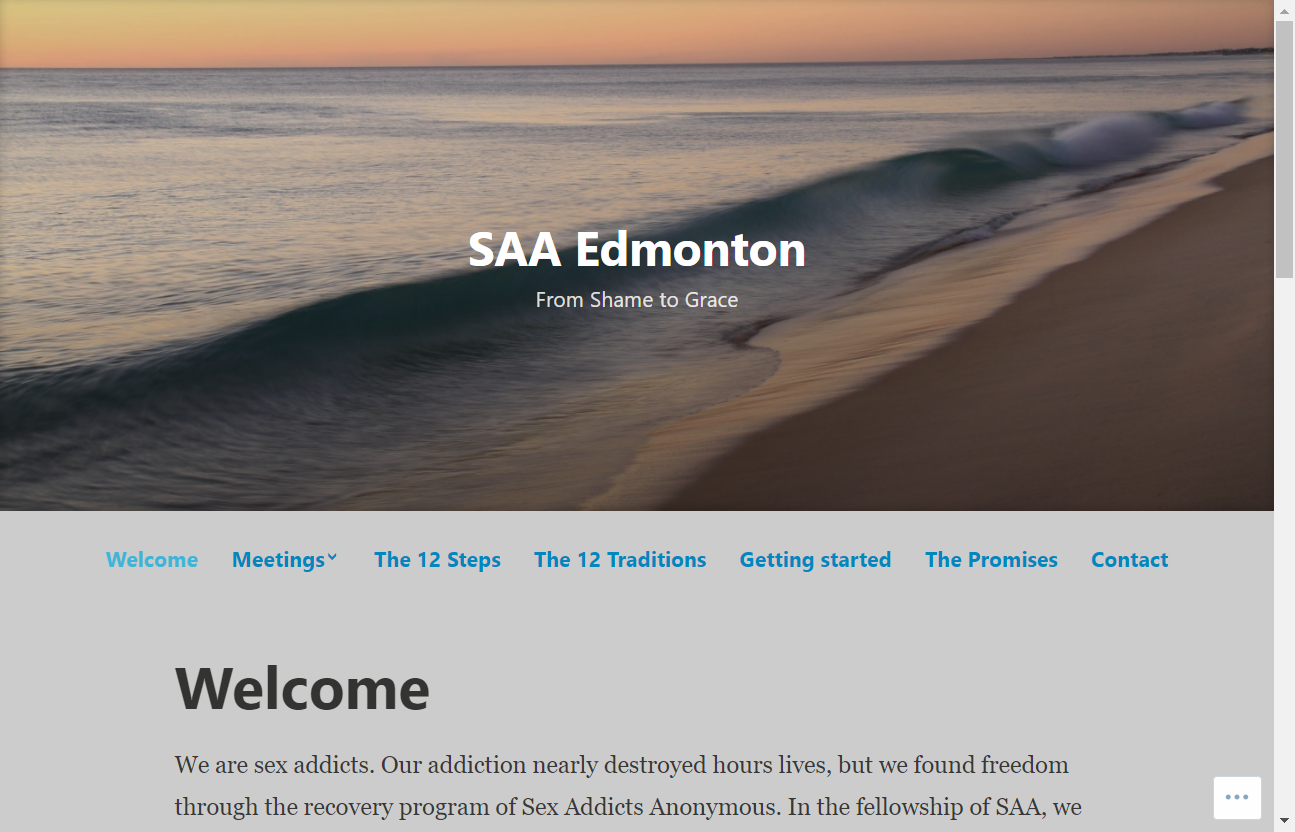 SAA Edmonton
From Shame to Grace
Welcome Meetings The 12 Steps The 12 Traditions Getting started The Promises Contact
Welcome
We are sex addicts. Our addiction nearly destroyed hours lives, but we found freedom
through the recovery program of Sex Addicts Anonymous. In the fellowship of SAA, we